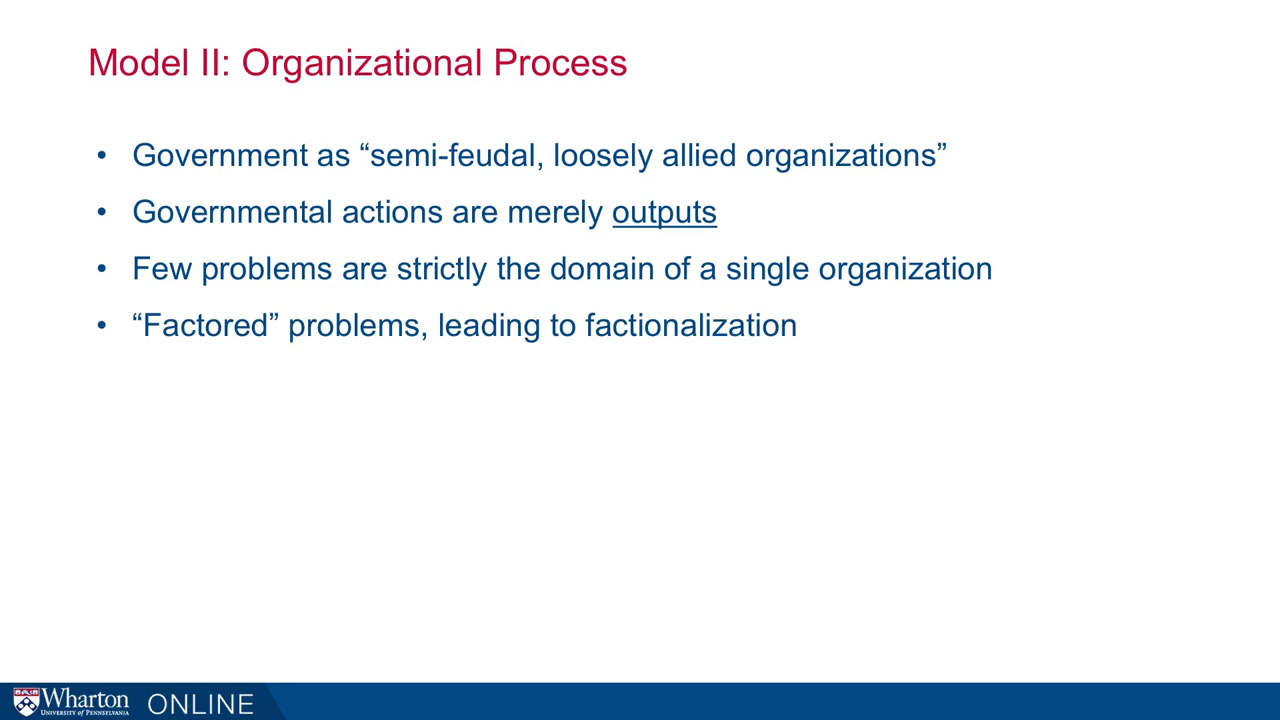 Model II: Organizational Process
• Government as “semi-feudal, loosely allied organizations”
• Governmental actions are merely outputs
• Few problems are strictly the domain of a single organization
• “Factored” problems, leading to factionalization
Wharton
UNIVERSITY OF PENNSYLVANIA
ONLINE